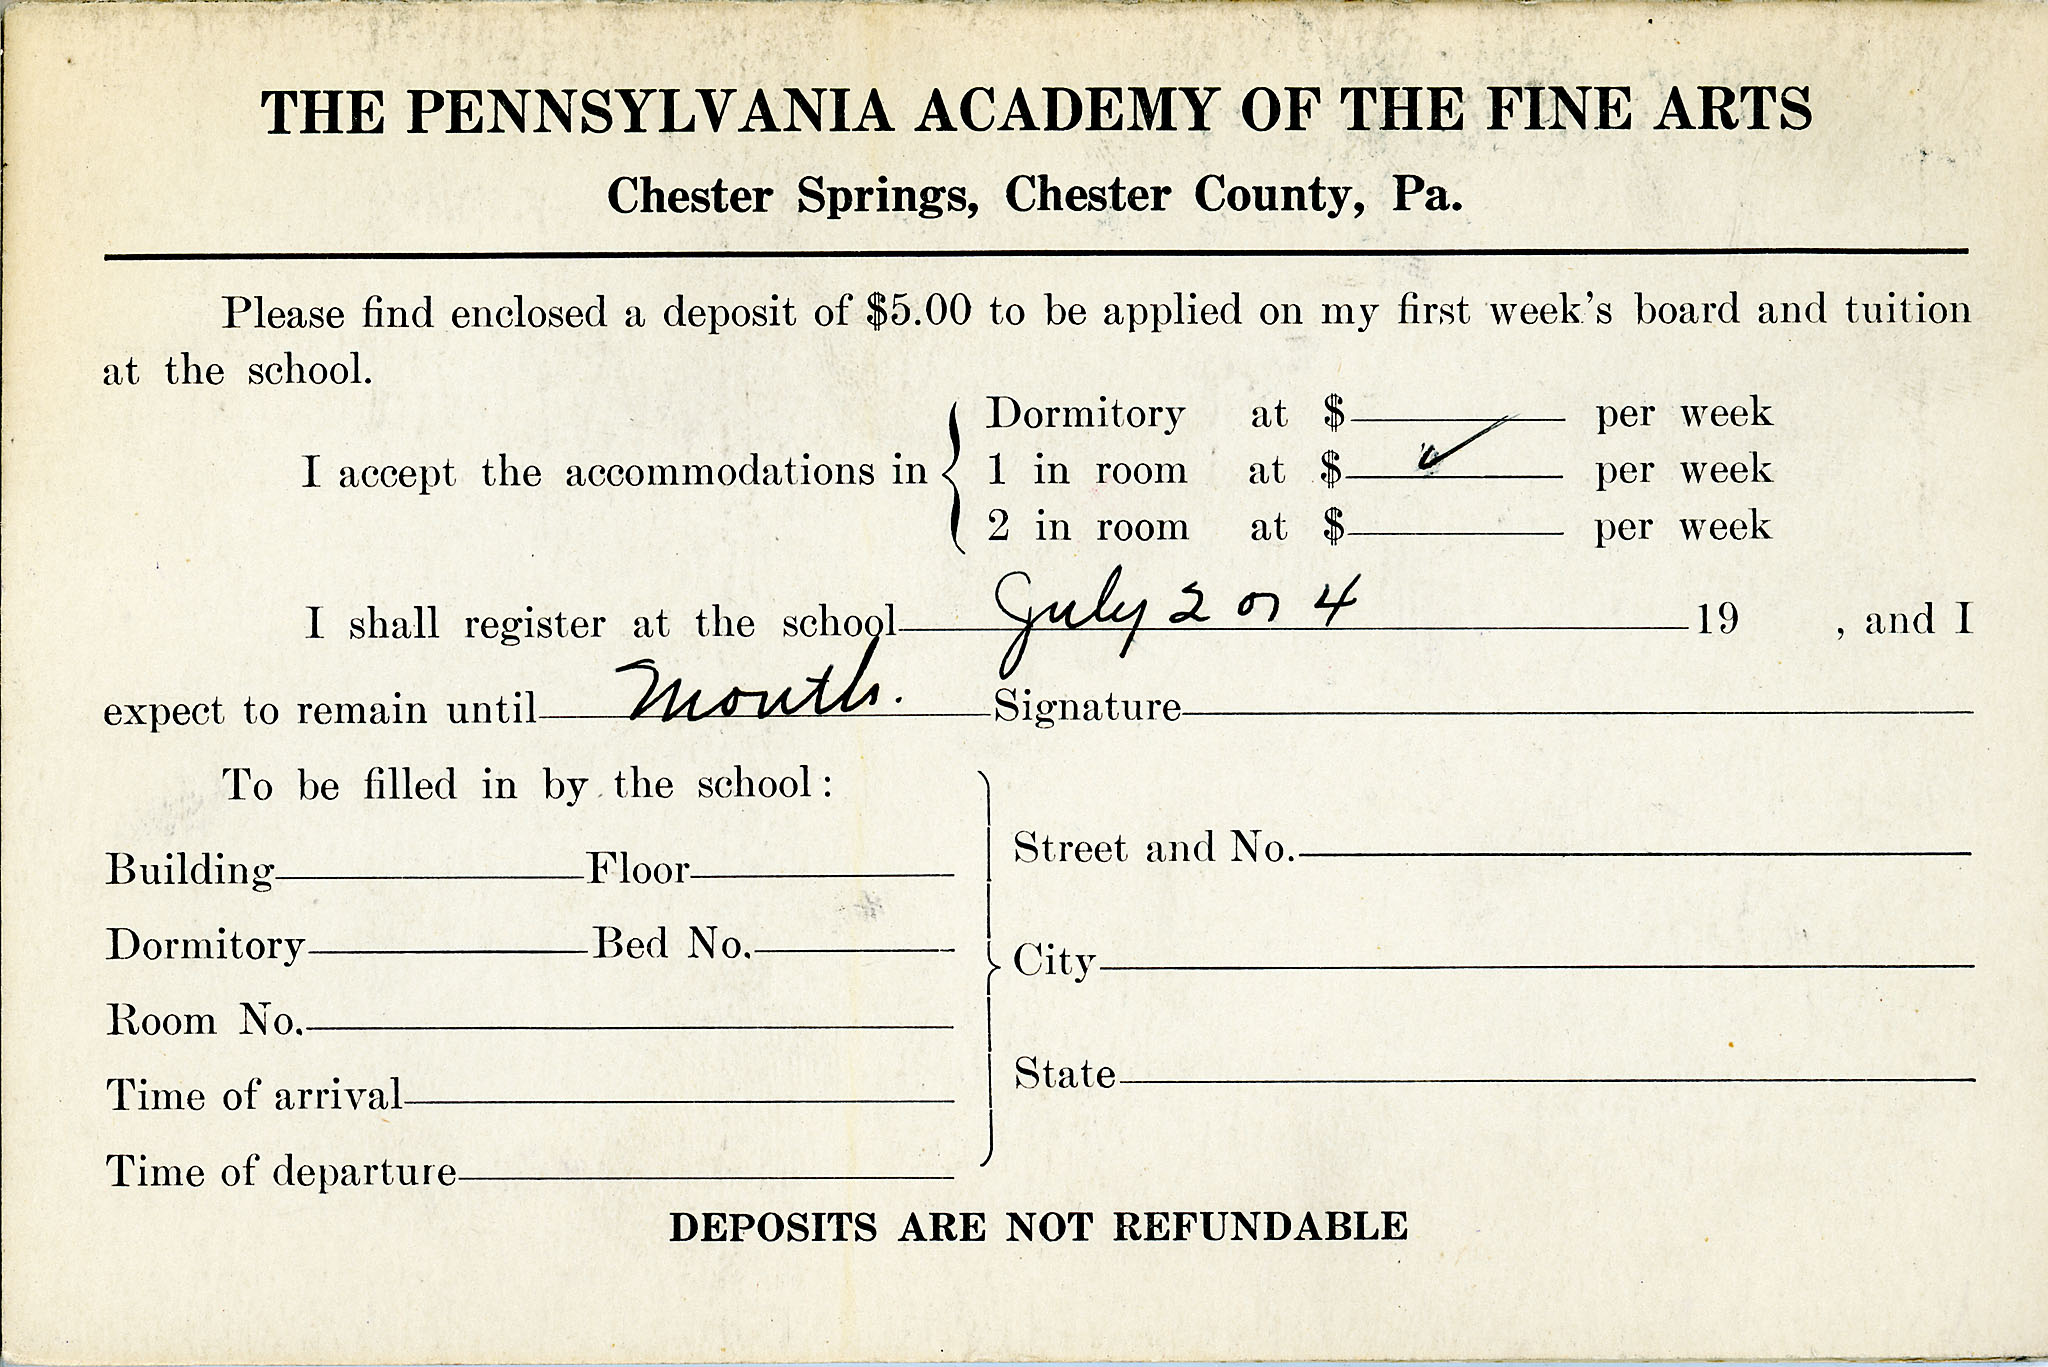 THE PENNSYLVANIA ACADEMY OF THE FINE ARTS
Chester Springs, Chester County, Pa.
Please find enclosed a deposit of $5.00 to be applied on my first week's board and tuition
at the school.
Dormitory at $ per week
I accept the accommodations in 1 in room at $ ✓ per week
2 in room at $ per week
I shall register at the school July 2 or 4 19 , and I
expect to remain until Month. Signature
To be filled in by the school:
Street and No.
Building Floor
Dormitory Bed No.
City
Room No.
State
Time of arrival
Time of departure
DEPOSITS ARE NOT REFUNDABLE